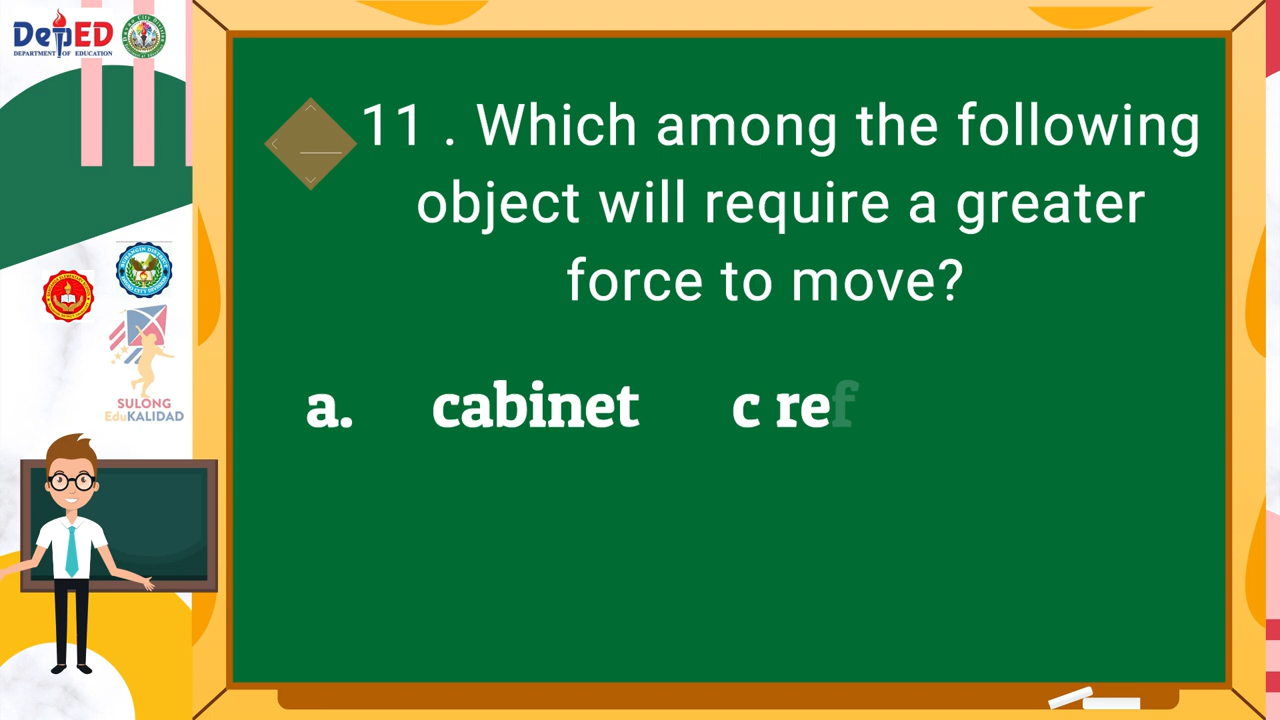 DepED
DEPARTMENT OF EDUCATION
11 . Which among the following
object will require a greater
force to move?
a. cabinet c ref
SULONG
EduKALIDAD